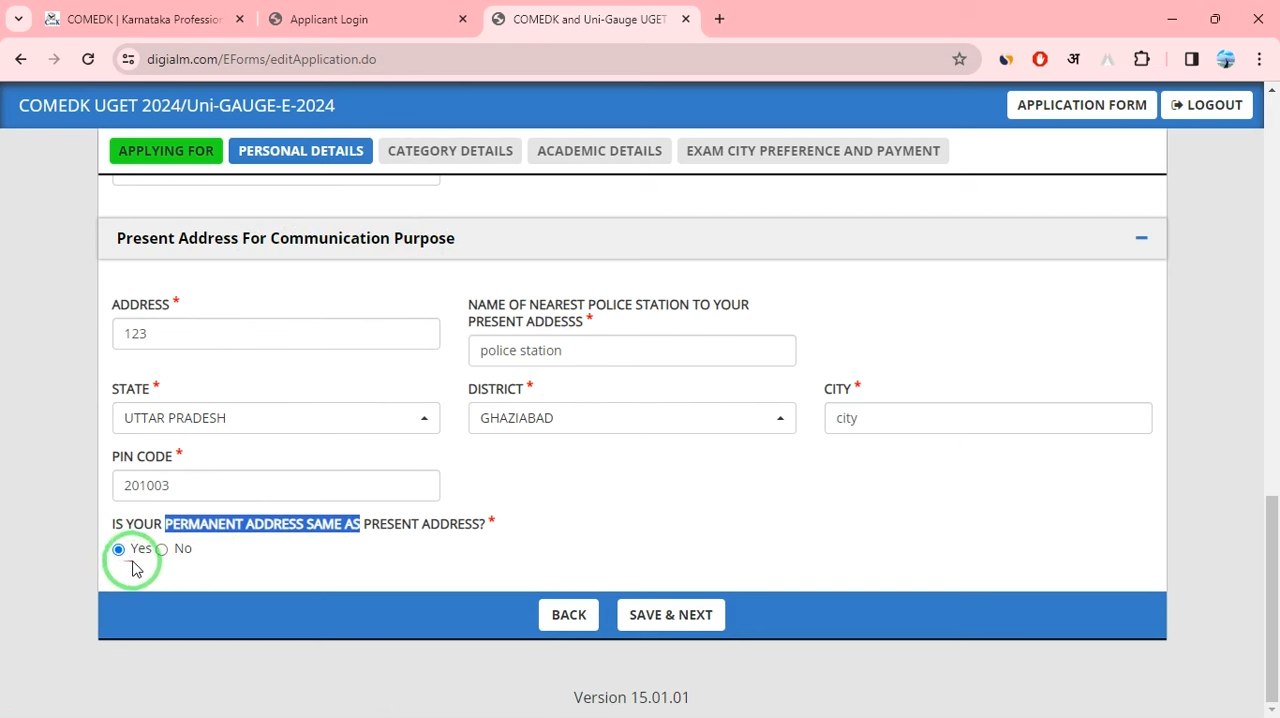 COMEDK | Karnataka Profession
Applicant Login
COMEDK and Uni-Gauge UGET
digialm.com/EForms/editApplication.do
अ
COMEDK UGET 2024/Uni-GAUGE-E-2024
APPLICATION FORM
LOGOUT
APPLYING FOR
PERSONAL DETAILS
CATEGORY DETAILS
ACADEMIC DETAILS
EXAM CITY PREFERENCE AND PAYMENT
Present Address For Communication Purpose
ADDRESS *
123
NAME OF NEAREST POLICE STATION TO YOUR
PRESENT ADDESSS *
police station
STATE *
UTTAR PRADESH
DISTRICT *
GHAZIABAD
CITY *
city
PIN CODE *
201003
IS YOUR PERMANENT ADDRESS SAME AS PRESENT ADDRESS? *
Yes No
BACK
SAVE & NEXT
Version 15.01.01